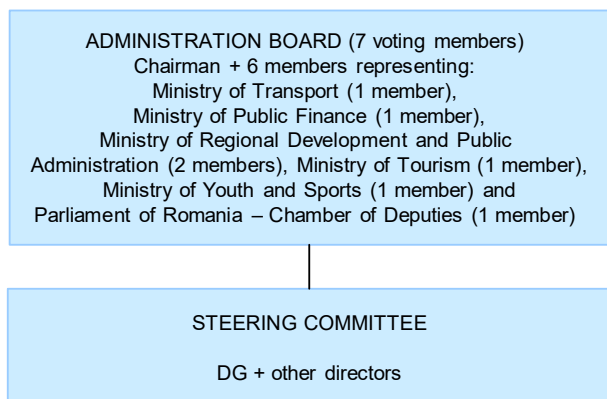 ADMINISTRATION BOARD (7 voting members)
Chairman + 6 members representing:
Ministry of Transport (1 member),
Ministry of Public Finance (1 member),
Ministry of Regional Development and Public
Administration (2 members), Ministry of Tourism (1 member),
Ministry of Youth and Sports (1 member) and
Parliament of Romania – Chamber of Deputies (1 member)
STEERING COMMITTEE
DG + other directors